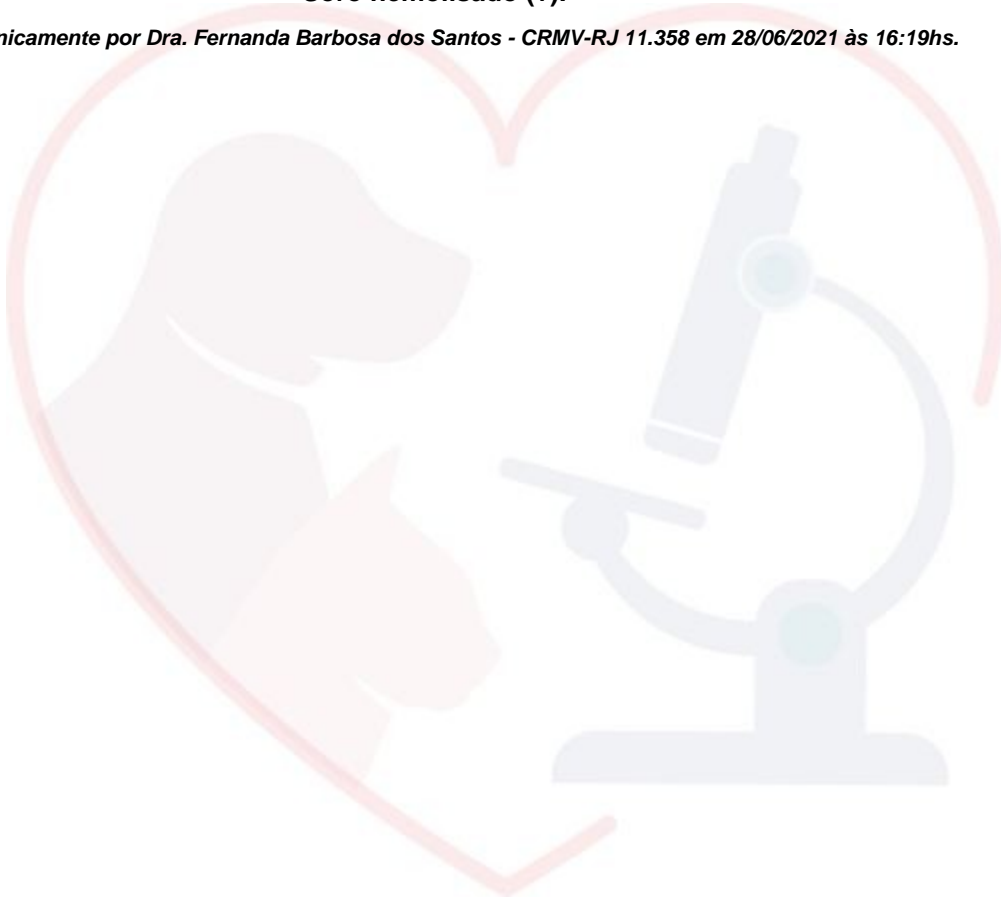 Soro hemolisado (+).
nicamente por Dra. Fernanda Barbosa dos Santos - CRMV-RJ 11.358 em 28/06/2021 às 16:19hs.